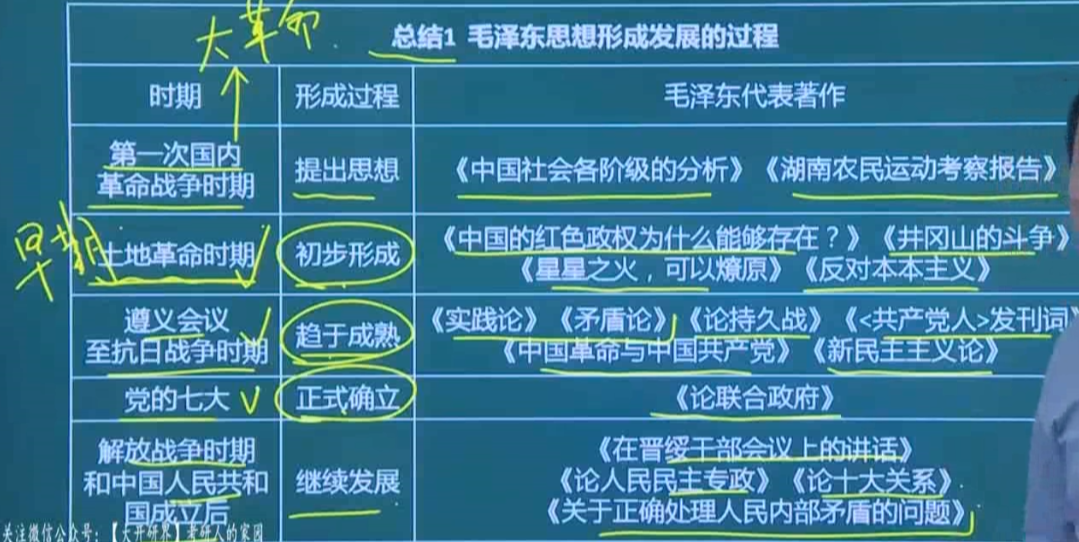 大革命
总结1 毛泽东思想形成发展的过程
时期 形成过程 毛泽东代表著作
第一次国内
革命战争时期
提出思想
《中国社会各阶级的分析》《湖南农民运动考察报告》
早期
土地革命时期
初步形成
《中国的红色政权为什么能够存在？》《井冈山的斗争》
《星星之火，可以燎原》《反对本本主义》
遵义会议
至抗日战争时期
趋于成熟
《实践论》《矛盾论》《论持久战》《<共产党人>发刊词》
《中国革命与中国共产党》《新民主主义论》
党的七大
正式确立
《论联合政府》
解放战争时期
和中国人民共和
国成立后
继续发展
《在晋绥干部会议上的讲话》
《论人民民主专政》《论十大关系》
《关于正确处理人民内部矛盾的问题》
关注微信公众号：【大开研界】考研人的家园